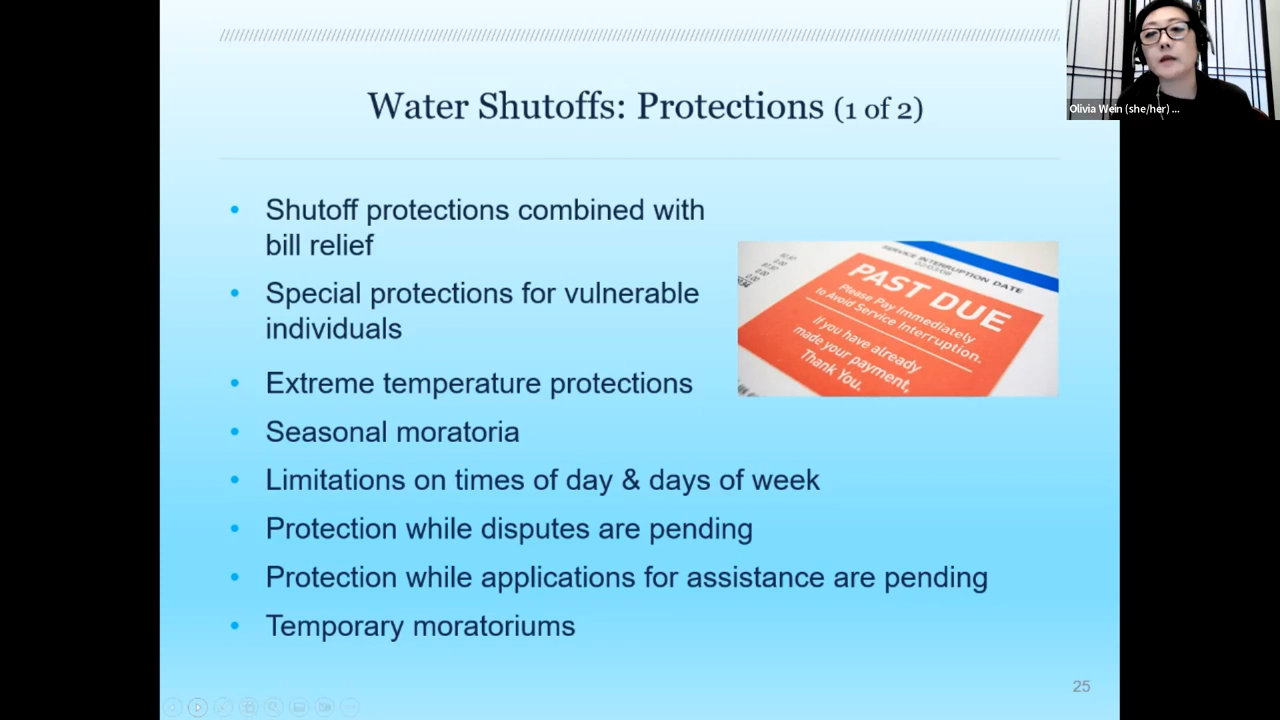 Water Shutoffs: Protections (1 of 2)
Olivia Wein (she/her) ...
• Shutoff protections combined with
bill relief
• Special protections for vulnerable
individuals
• Extreme temperature protections
• Seasonal moratoria
• Limitations on times of day & days of week
• Protection while disputes are pending
• Protection while applications for assistance are pending
• Temporary moratoriums
SERVICE INTERRUPTION DATE
PAST DUE
Please Pay Immediately
to Avoid Service Interruption.
If you have already
made your payment,
Thank You.
25